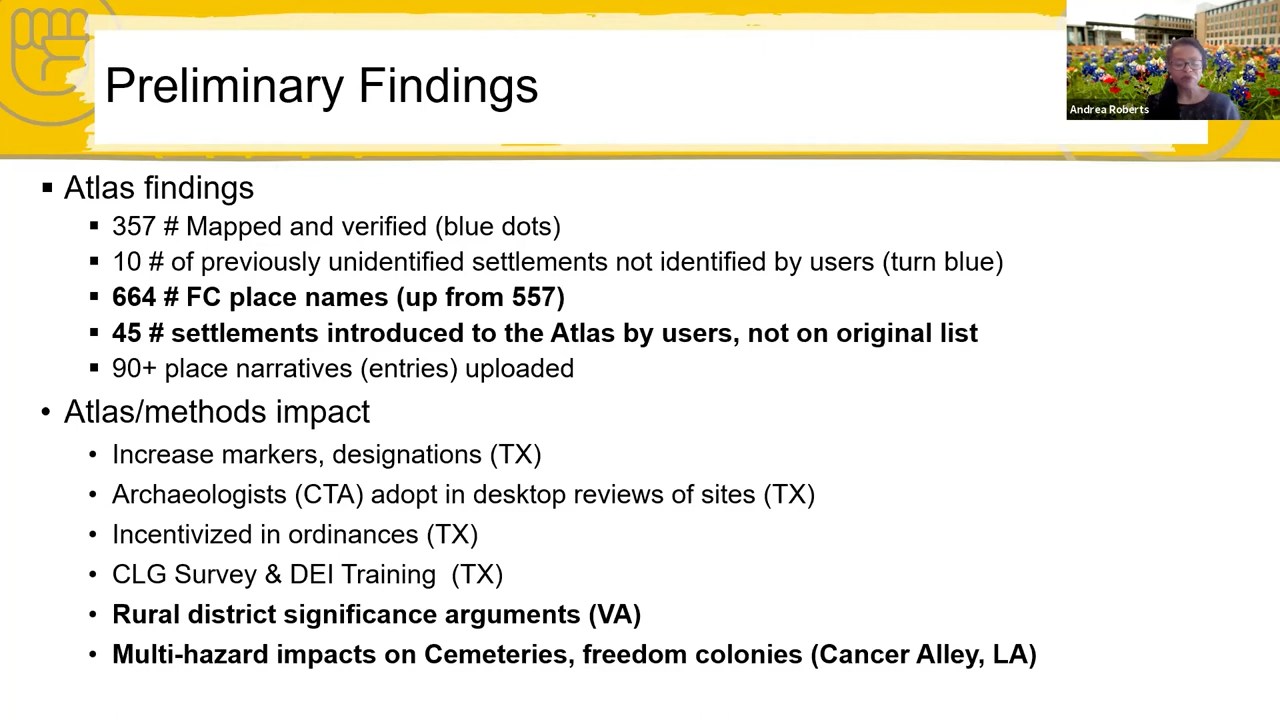 Preliminary Findings
Andrea Roberts
Atlas findings
357 # Mapped and verified (blue dots)
10 # of previously unidentified settlements not identified by users (turn blue)
664 # FC place names (up from 557)
45 # settlements introduced to the Atlas by users, not on original list
90+ place narratives (entries) uploaded
Atlas/methods impact
Increase markers, designations (TX)
Archaeologists (CTA) adopt in desktop reviews of sites (TX)
Incentivized in ordinances (TX)
CLG Survey & DEI Training (TX)
Rural district significance arguments (VA)
Multi-hazard impacts on Cemeteries, freedom colonies (Cancer Alley, LA)